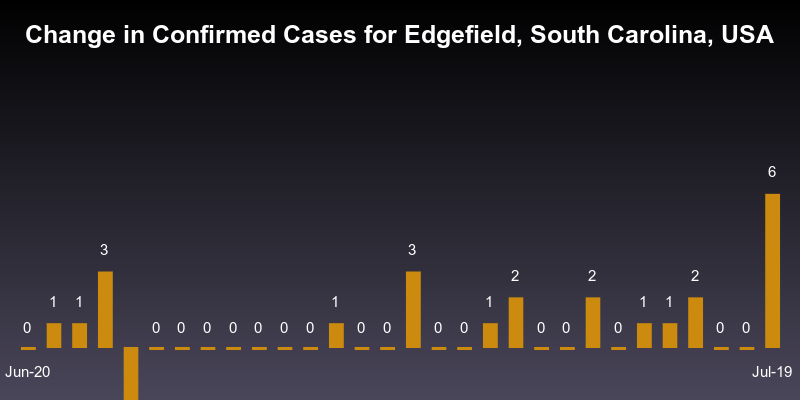 Change in Confirmed Cases for Edgefield, South Carolina, USA
6
3 3
2 2 2
1 1 1 1 1 1
0 0 0 0 0 0 0 0 0 0 0 0 0 0 0 0 0 0
Jun-20 Jul-19